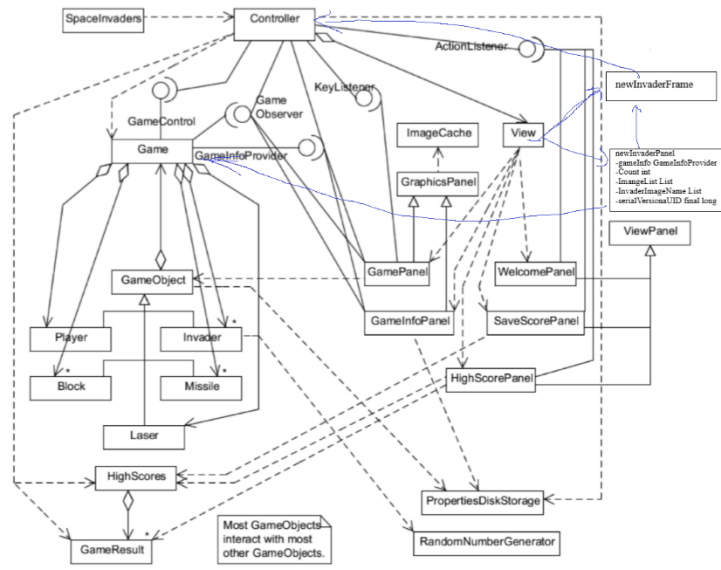 SpaceInvaders
Controller
ActionListener
KeyListener
newInvaderFrame
GameControl
Game
Observer
ImageCache
View
Game
GameInfoProvider
newInvaderPanel
-gameInfo GameInfoProvider
-Count int
-ImangeList List
-InvaderImageName List
-serialVersionaUID final long
GraphicsPanel
ViewPanel
GameObject
GamePanel
WelcomePanel
GameInfoPanel
SaveScorePanel
Player
Invader
*
Block
*
Missile
*
HighScorePanel
Laser
HighScores
PropertiesDiskStorage
*
GameResult
Most GameObjects
interact with most
other GameObjects.
RandomNumberGenerator